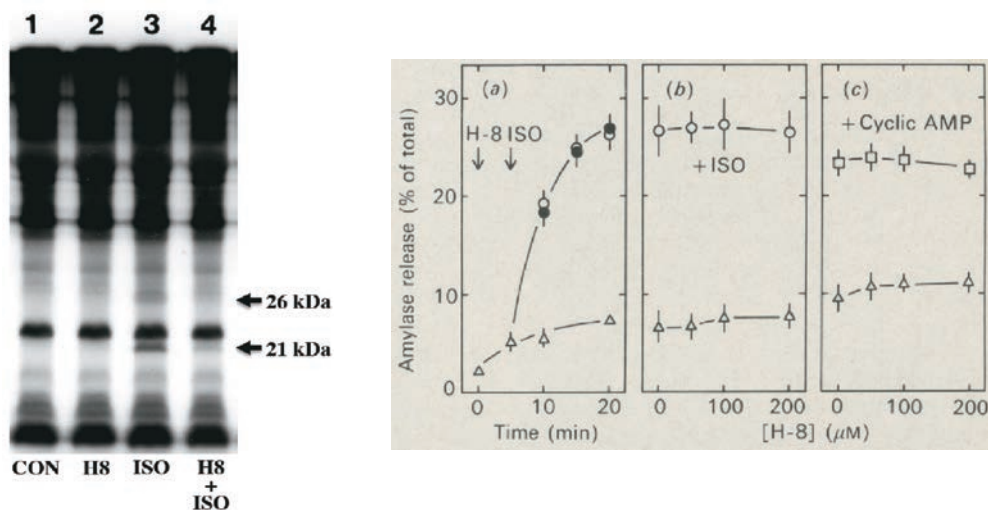 1 2 3 4
26 kDa
21 kDa
CON H8 ISO H8
+
ISO
(a) (b) (c)
H-8 ISO
+ ISO
+ Cyclic AMP
Amylase release (% of total)
30
20
10
0
0 10 20 0 100 200 0 100 200
Time (min) [H-8] (μM)